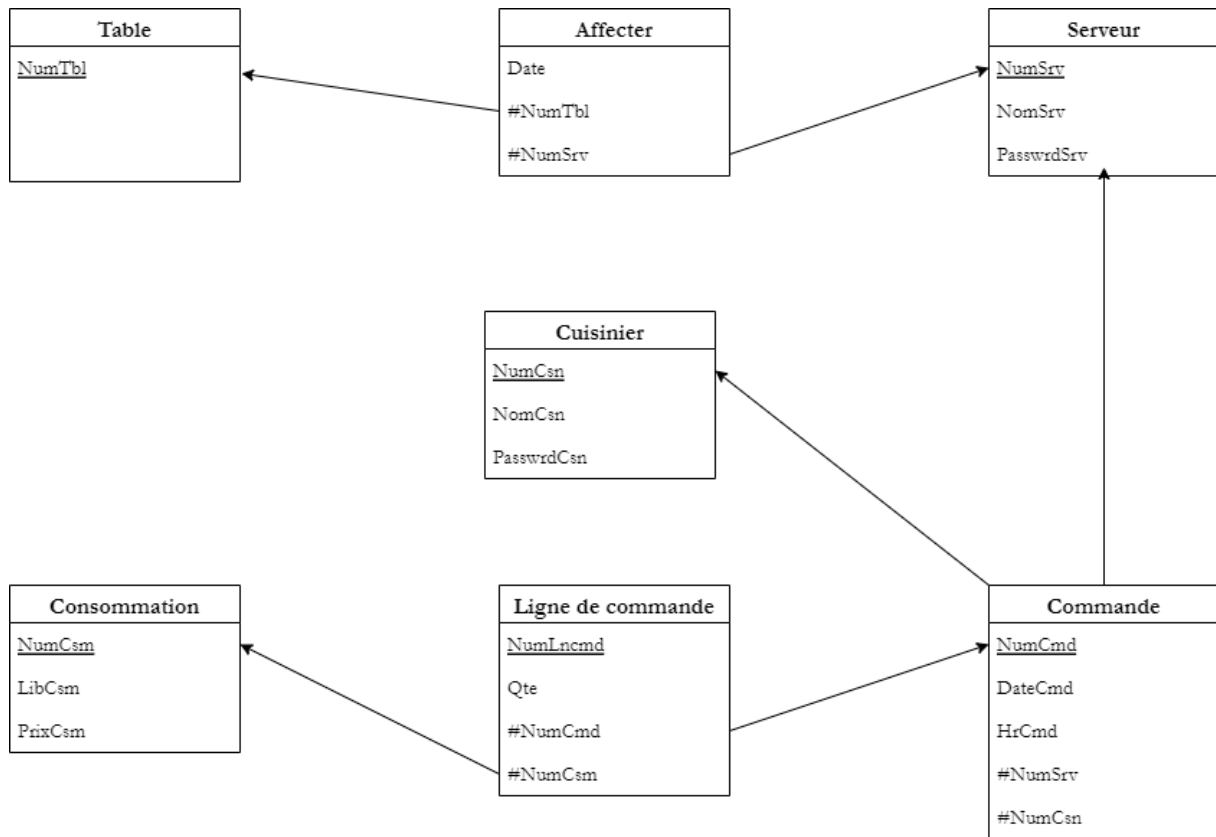 Table
NumTbl
Affecter
Date
#NumTbl
#NumSrv
Serveur
NumSrv
NomSrv
PasswrdSrv
Cuisinier
NumCsn
NomCsn
PasswrdCsn
Consommation
NumCsm
LibCsm
PrixCsm
Ligne de commande
NumLncmd
Qte
#NumCmd
#NumCsm
Commande
NumCmd
DateCmd
HrCmd
#NumSrv
#NumCsn